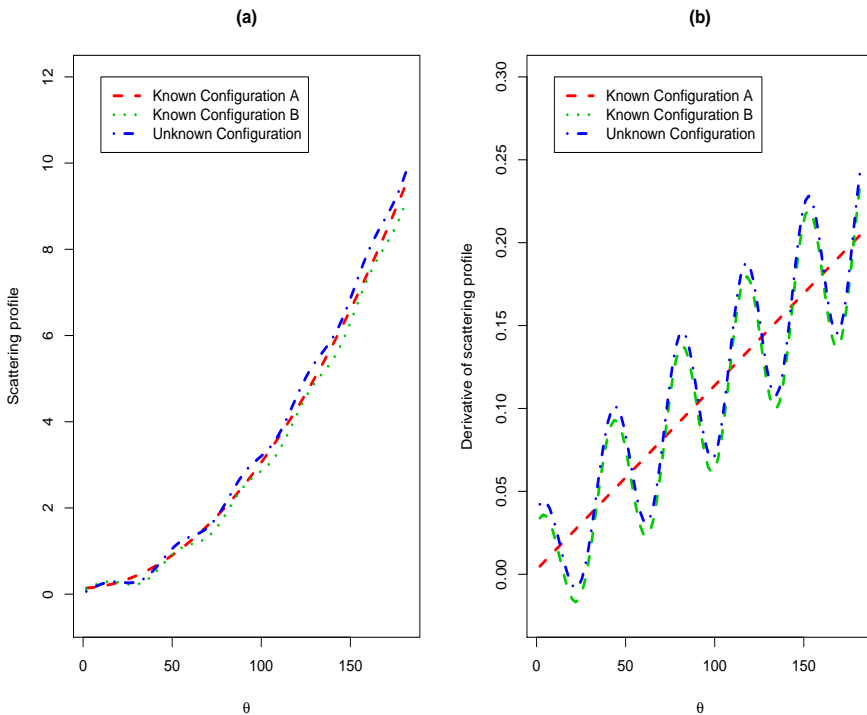 (a)
Scattering profile
12
10
8
6
4
2
0
Known Configuration A
Known Configuration B
Unknown Configuration
0 50 100 150
θ
(b)
Derivative of scattering profile
0.30
0.25
0.20
0.15
0.10
0.05
0.00
Known Configuration A
Known Configuration B
Unknown Configuration
0 50 100 150
θ